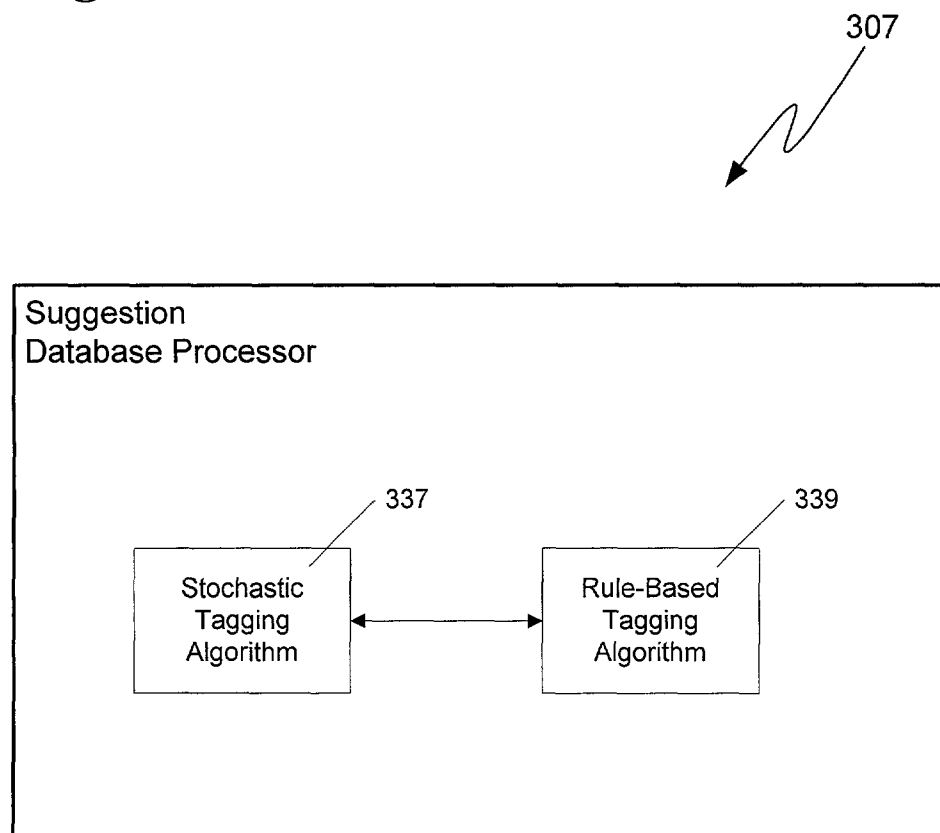 307
Suggestion
Database Processor
337
339
Stochastic
Tagging
Algorithm
Rule-Based
Tagging
Algorithm